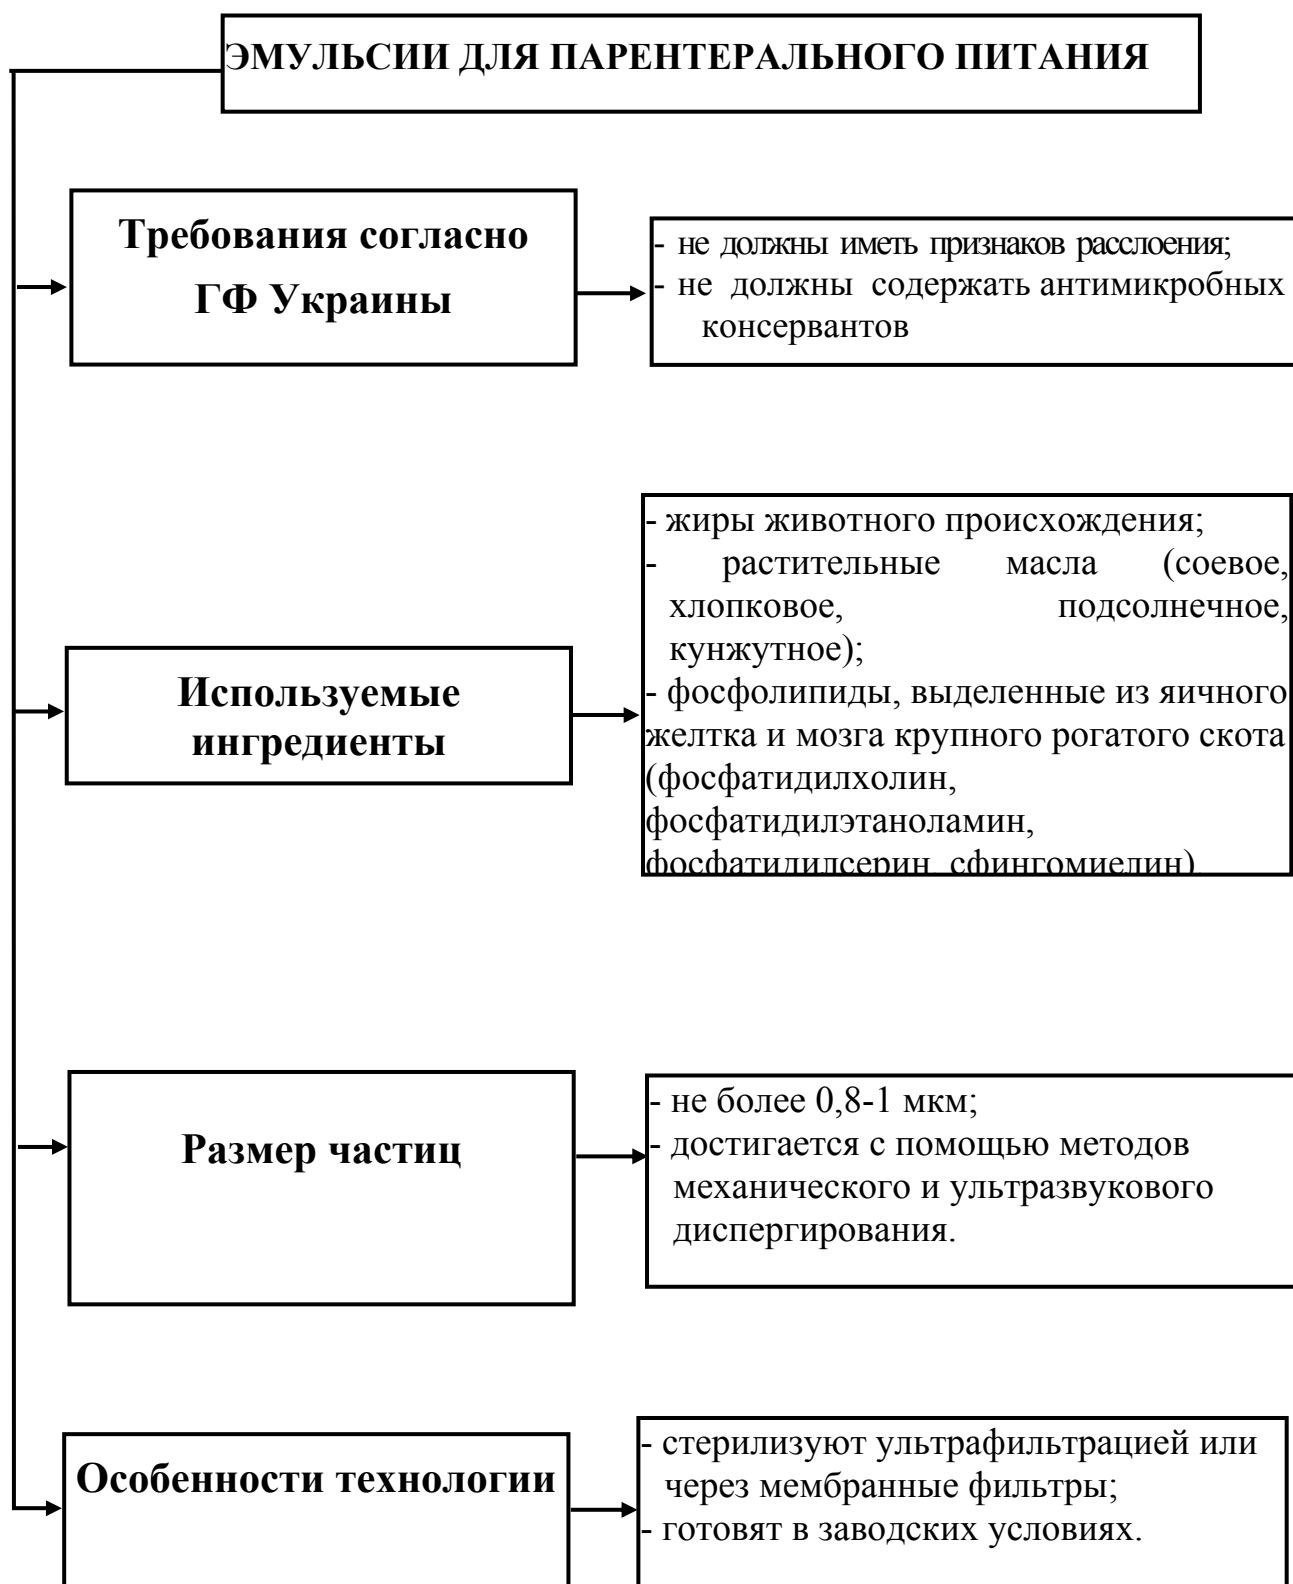 ЭМУЛЬСИИ ДЛЯ ПАРЕНТЕРАЛЬНОГО ПИТАНИЯ
Требования согласно
ГФ Украины
- не должны иметь признаков расслоения;
- не должны содержать антимикробных
консервантов
Используемые
ингредиенты
- жиры животного происхождения;
- растительные масла (соевое,
хлопковое, подсолнечное,
кунжутное);
- фосфолипиды, выделенные из яичного
желтка и мозга крупного рогатого скота
(фосфатидилхолин,
фосфатидилэтаноламин,
фосфатидилсерин, сфингомиелин)
Размер частиц
- не более 0,8-1 мкм;
- достигается с помощью методов
механического и ультразвукового
диспергирования.
Особенности технологии
- стерилизуют ультрафильтрацией или
через мембранные фильтры;
- готовят в заводских условиях.